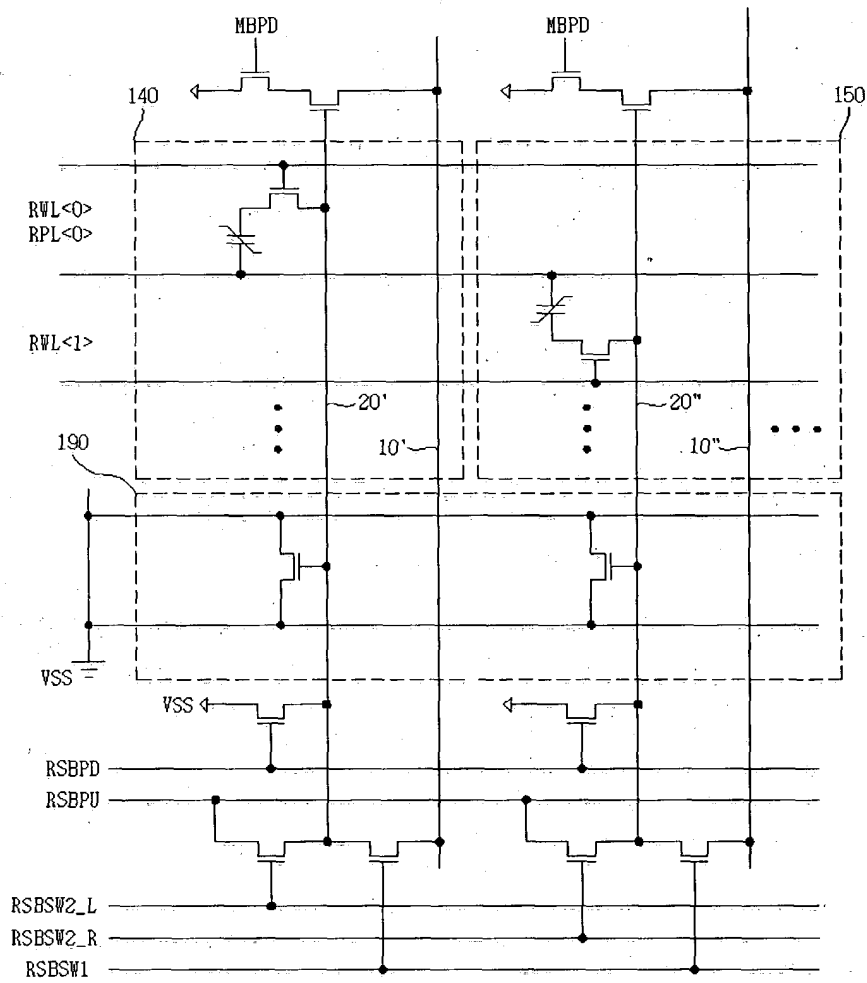 MBPD
MBPD
140
150
RWL<0>
RPL<0>
RWL<1>
20'
20"
10'
10"
190
VSS
VSS
RSBPD
RSBPU
RSBSW2_L
RSBSW2_R
RSBSW1